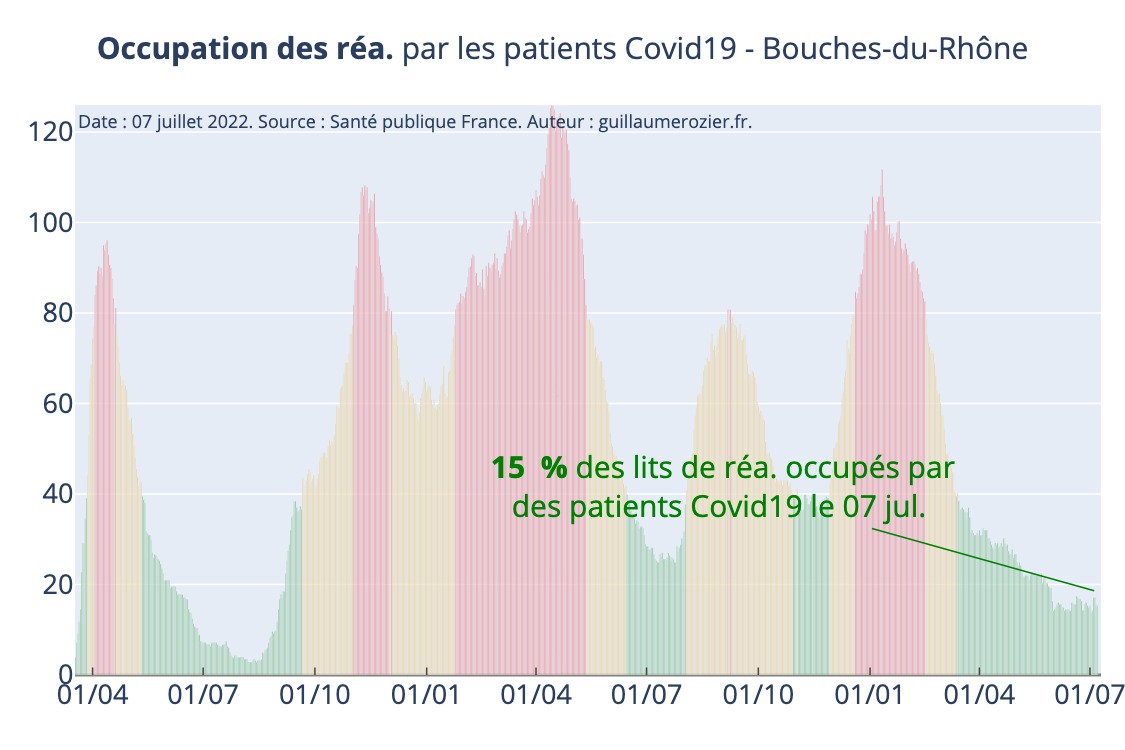 Occupation des réa. par les patients Covid19 - Bouches-du-Rhône
Date : 07 juillet 2022. Source : Santé publique France. Auteur : guillaumerozier.fr.
120
100
80
60
40
20
0
15 % des lits de réa. occupés par
des patients Covid19 le 07 jul.
01/04 01/07 01/10 01/01 01/04 01/07 01/10 01/01 01/04 01/07